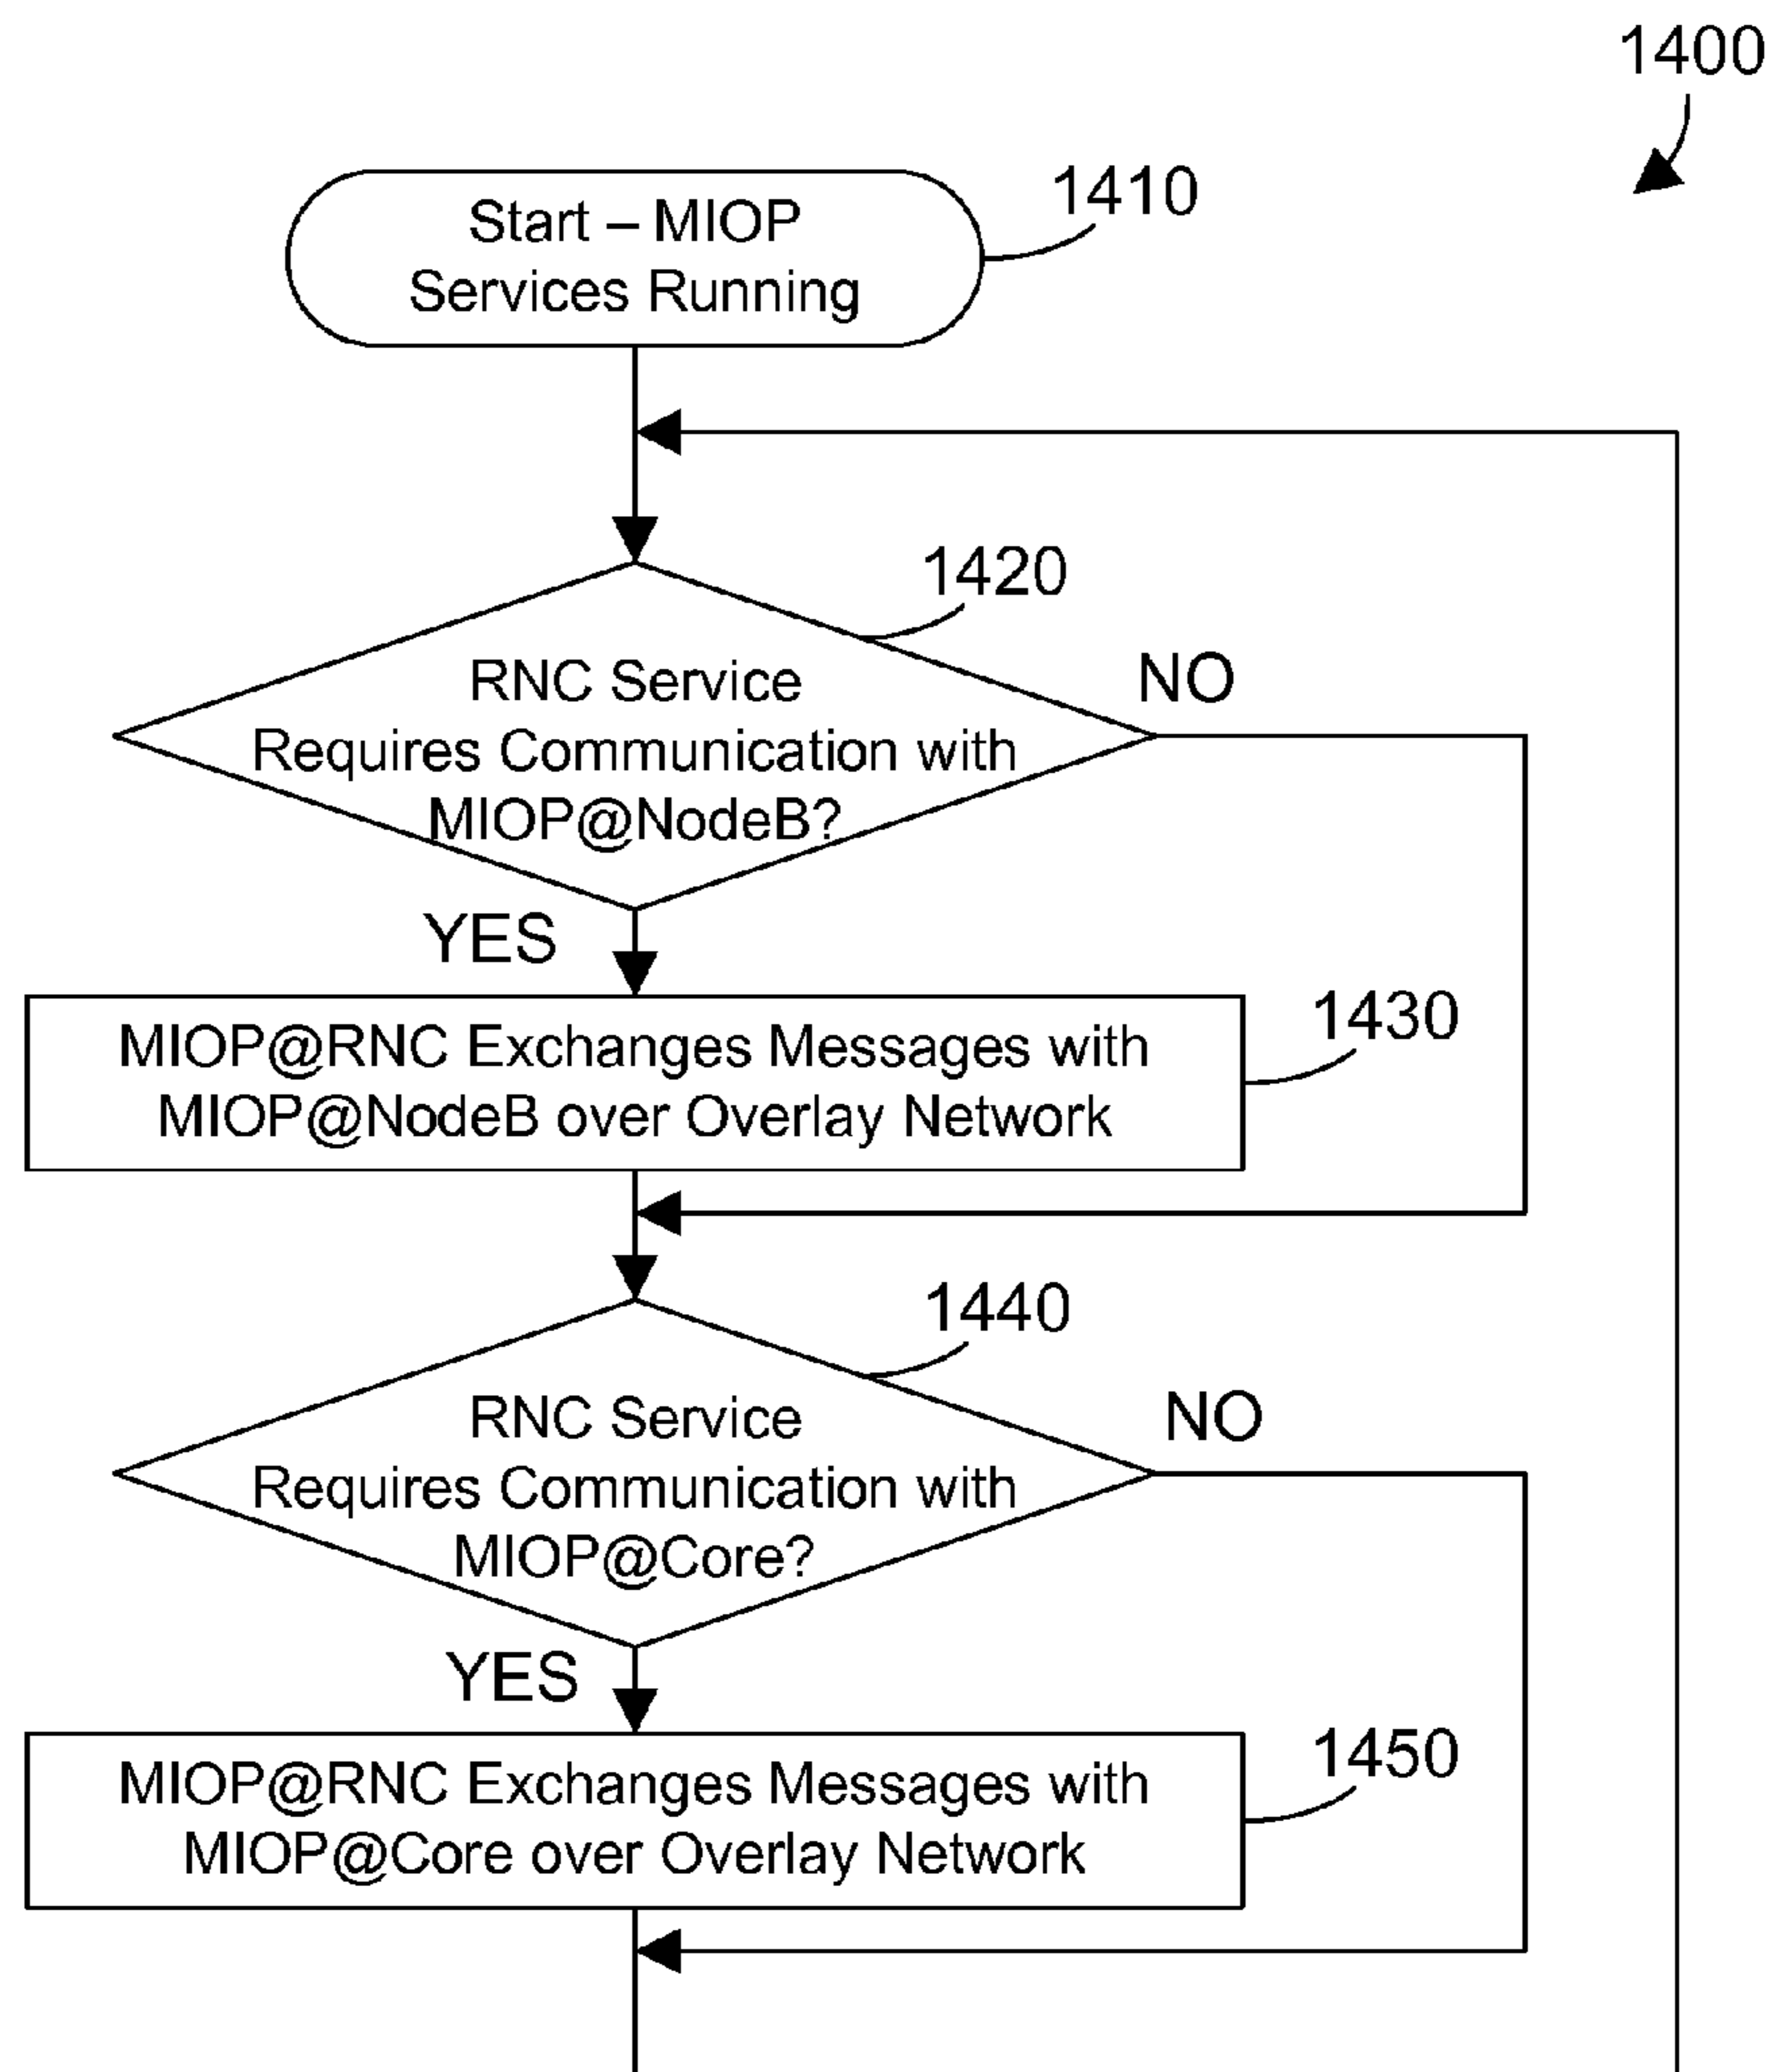 1400
Start – MIOP
Services Running
1410
1420
RNC Service
Requires Communication with
MIOP@NodeB?
NO
YES
MIOP@RNC Exchanges Messages with
MIOP@NodeB over Overlay Network
1430
1440
RNC Service
Requires Communication with
MIOP@Core?
NO
YES
MIOP@RNC Exchanges Messages with
MIOP@Core over Overlay Network
1450